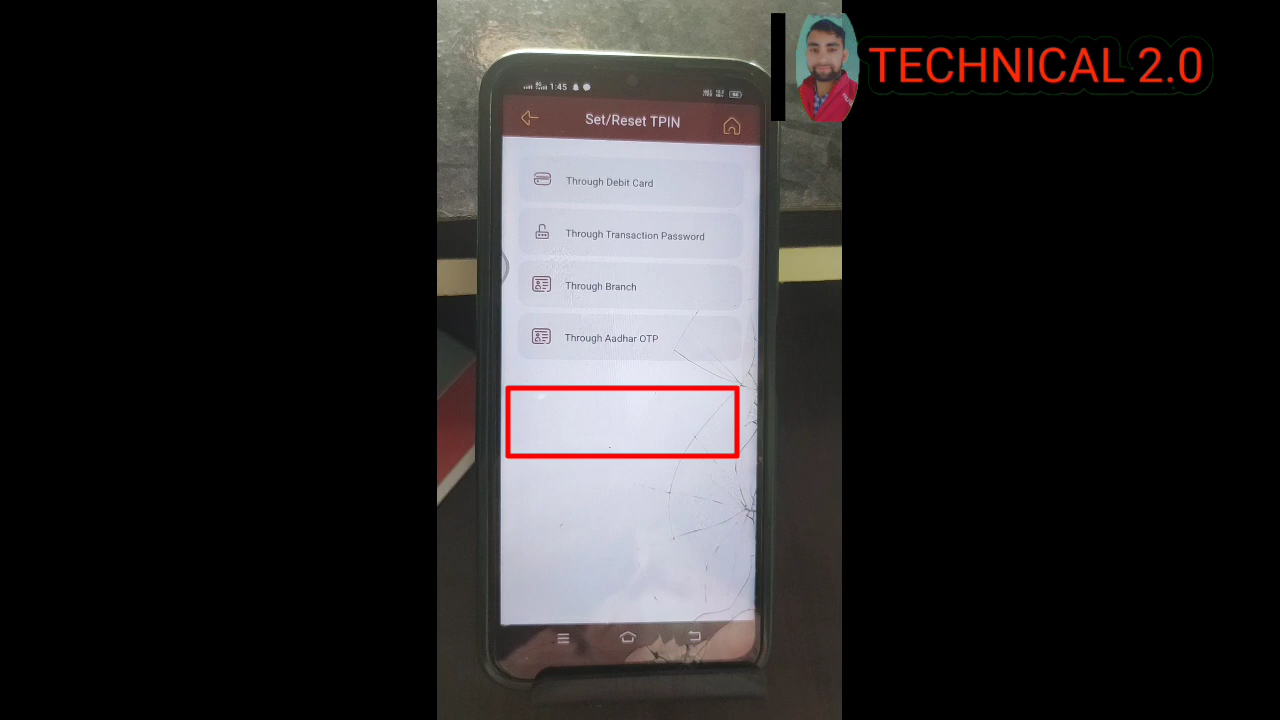 TECHNICAL 2.0
1:45
Set/Reset TPIN
Through Debit Card
Through Transaction Password
Through Branch
Through Aadhar OTP